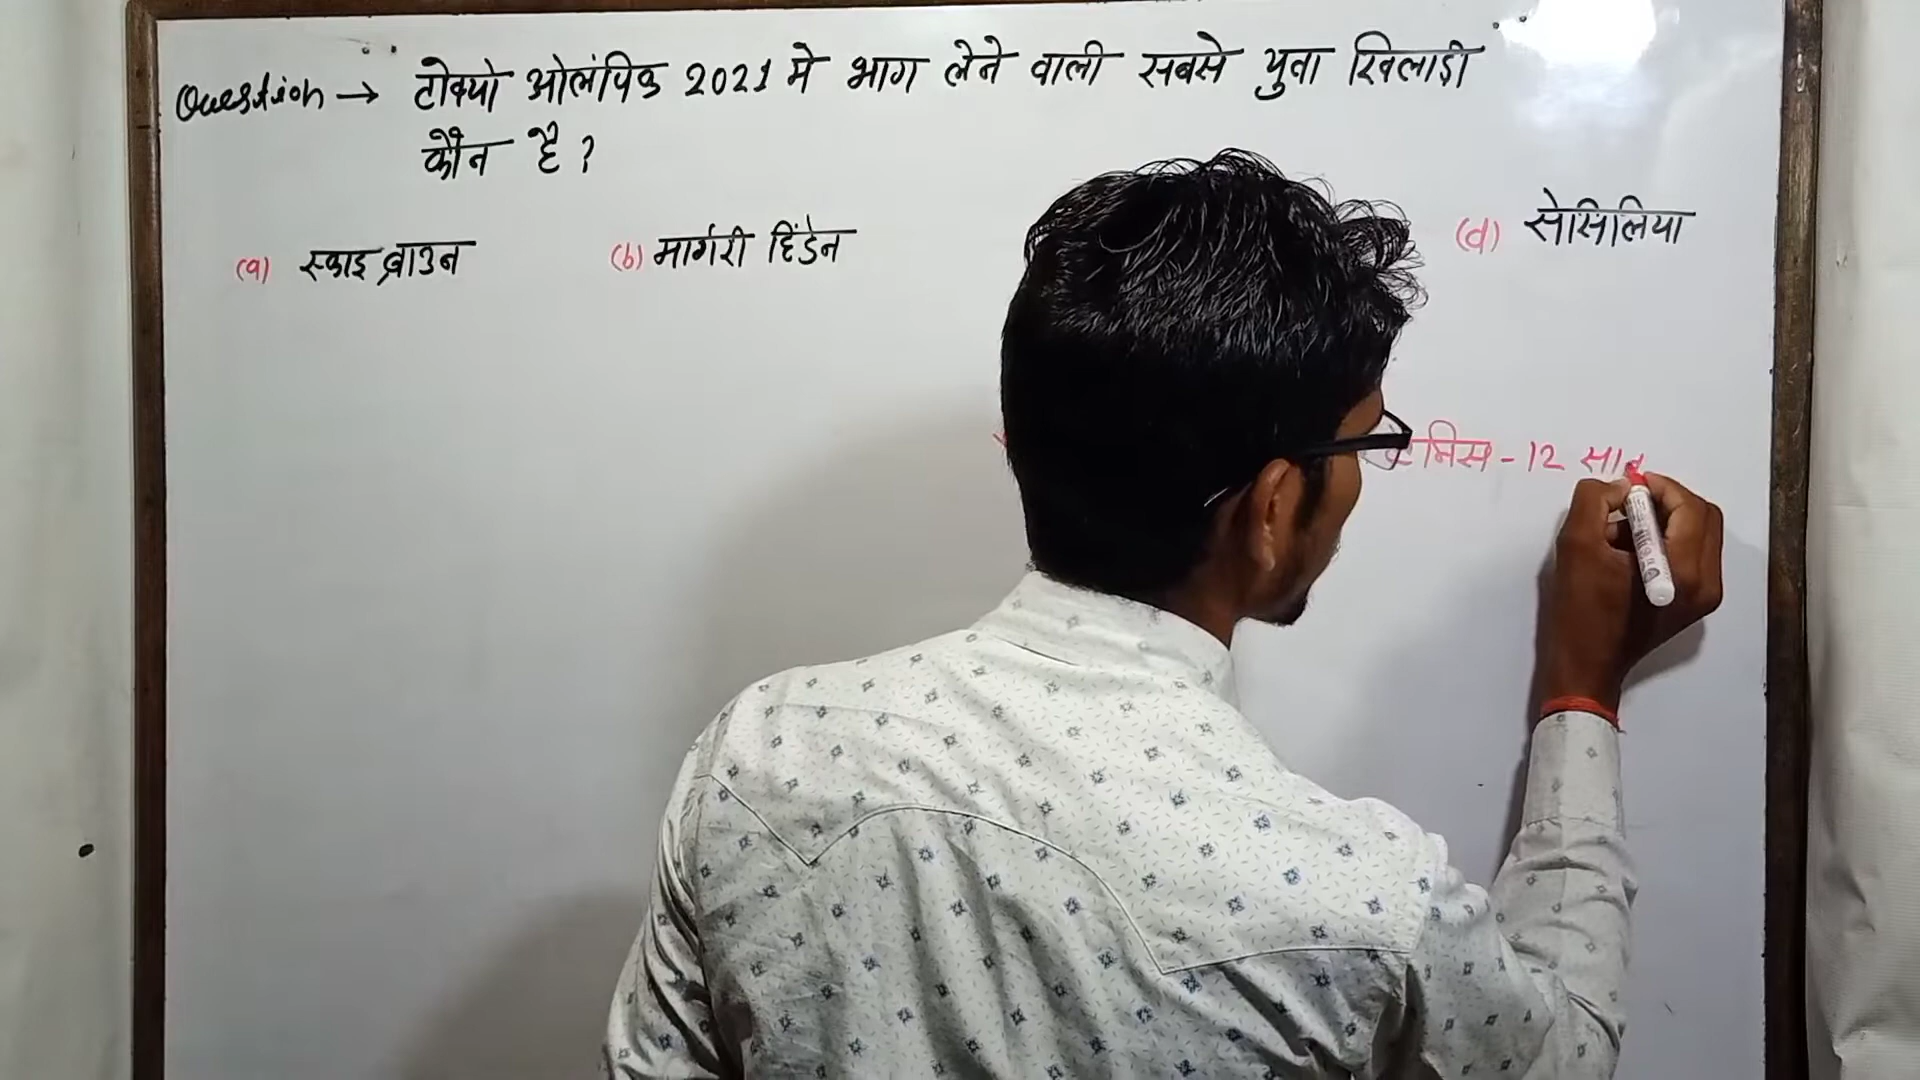 Question → टोक्यो ओलंपिक 2021 मे भाग लेने वाली सबसे युवा खिलाड़ी
कौन है ?
(a) स्काइ ब्राउन (b) मार्गरी हिंडेन (d) सेसिलिया
- 12